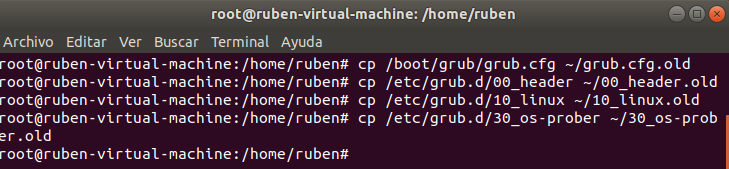 root@ruben-virtual-machine: /home/ruben
Archivo Editar Ver Buscar Terminal Ayuda
root@ruben-virtual-machine:/home/ruben# cp /boot/grub/grub.cfg ~/grub.cfg.old
root@ruben-virtual-machine:/home/ruben# cp /etc/grub.d/00_header ~/00_header.old
root@ruben-virtual-machine:/home/ruben# cp /etc/grub.d/10_linux ~/10_linux.old
root@ruben-virtual-machine:/home/ruben# cp /etc/grub.d/30_os-prober ~/30_os-prob
er.old
root@ruben-virtual-machine:/home/ruben#